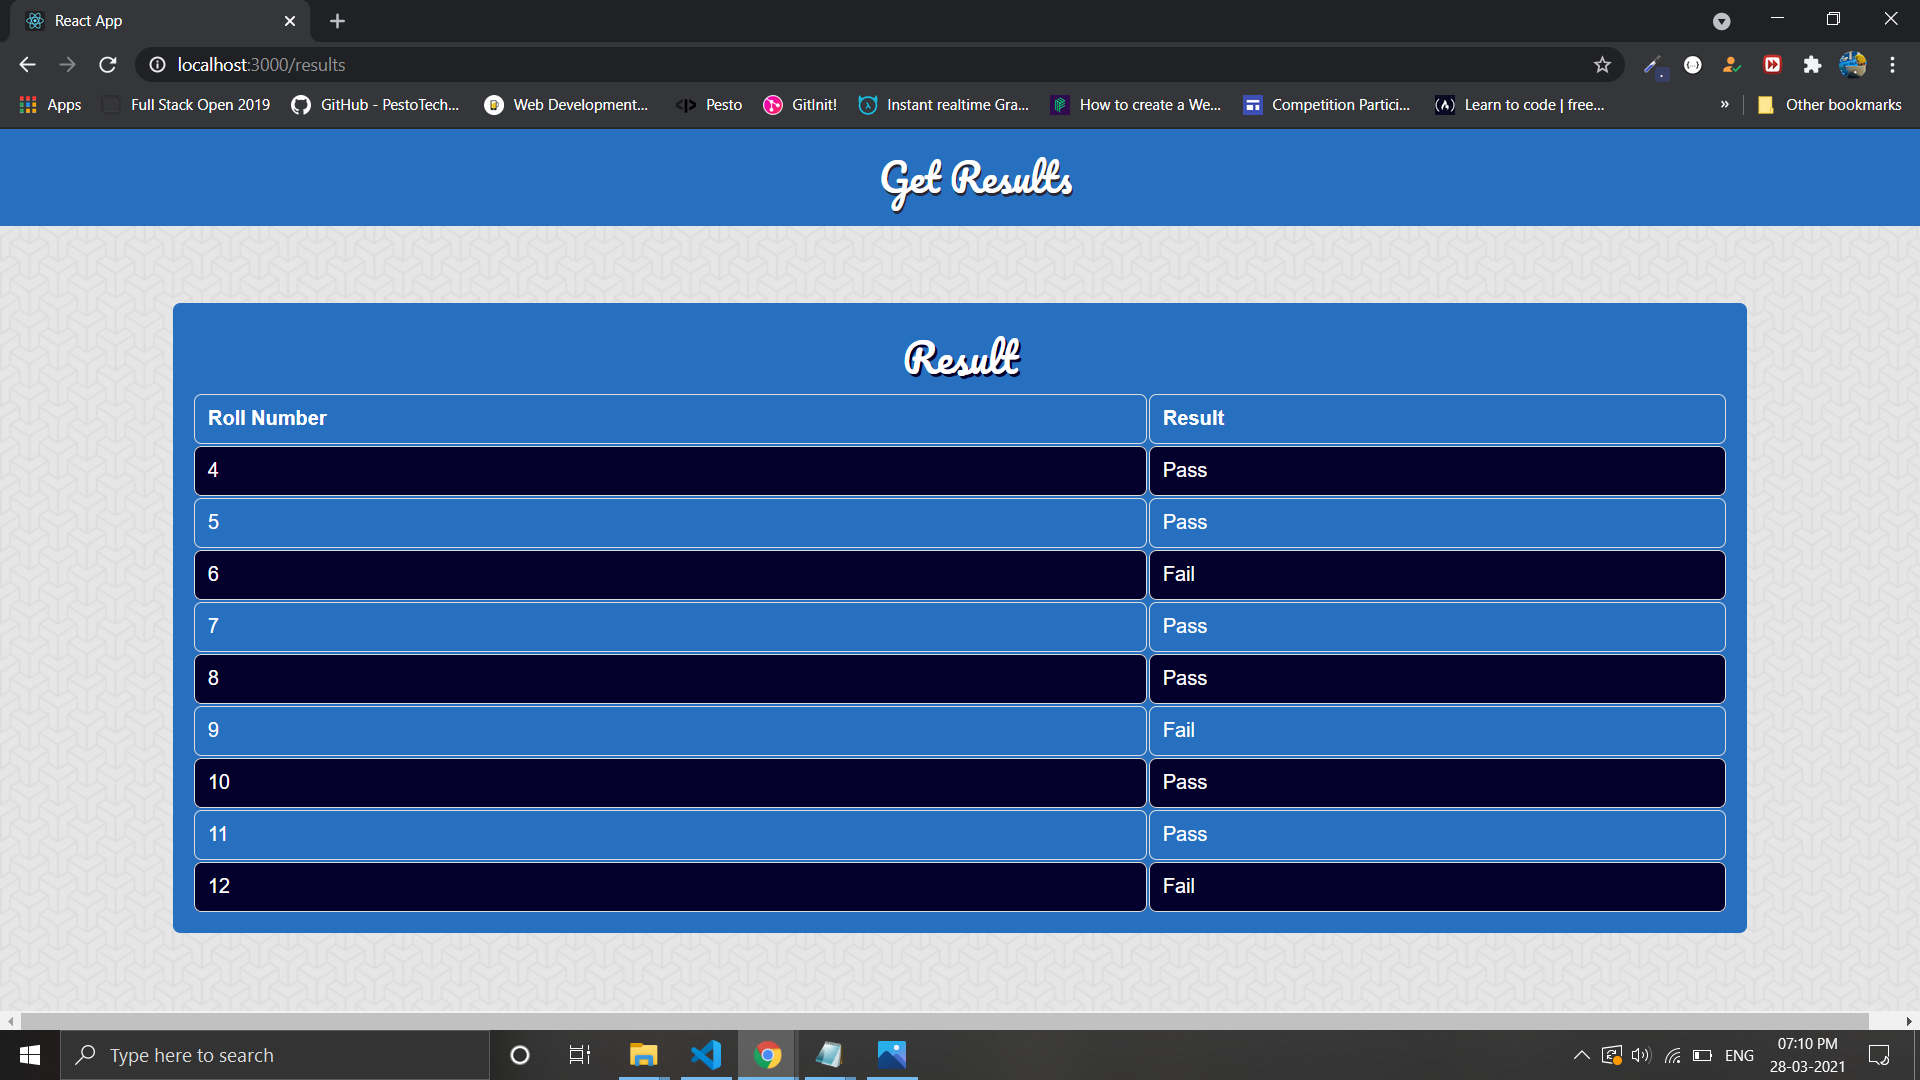 React App
localhost:3000/results
Apps Full Stack Open 2019 GitHub - PestoTech... Web Development... Pesto GitInit! Instant realtime Gra... How to create a We... Competition Partici... Learn to code | free... » Other bookmarks
Get Results
Result
Roll Number Result
4 Pass
5 Pass
6 Fail
7 Pass
8 Pass
9 Fail
10 Pass
11 Pass
12 Fail
Type here to search
ENG
07:10 PM
28-03-2021